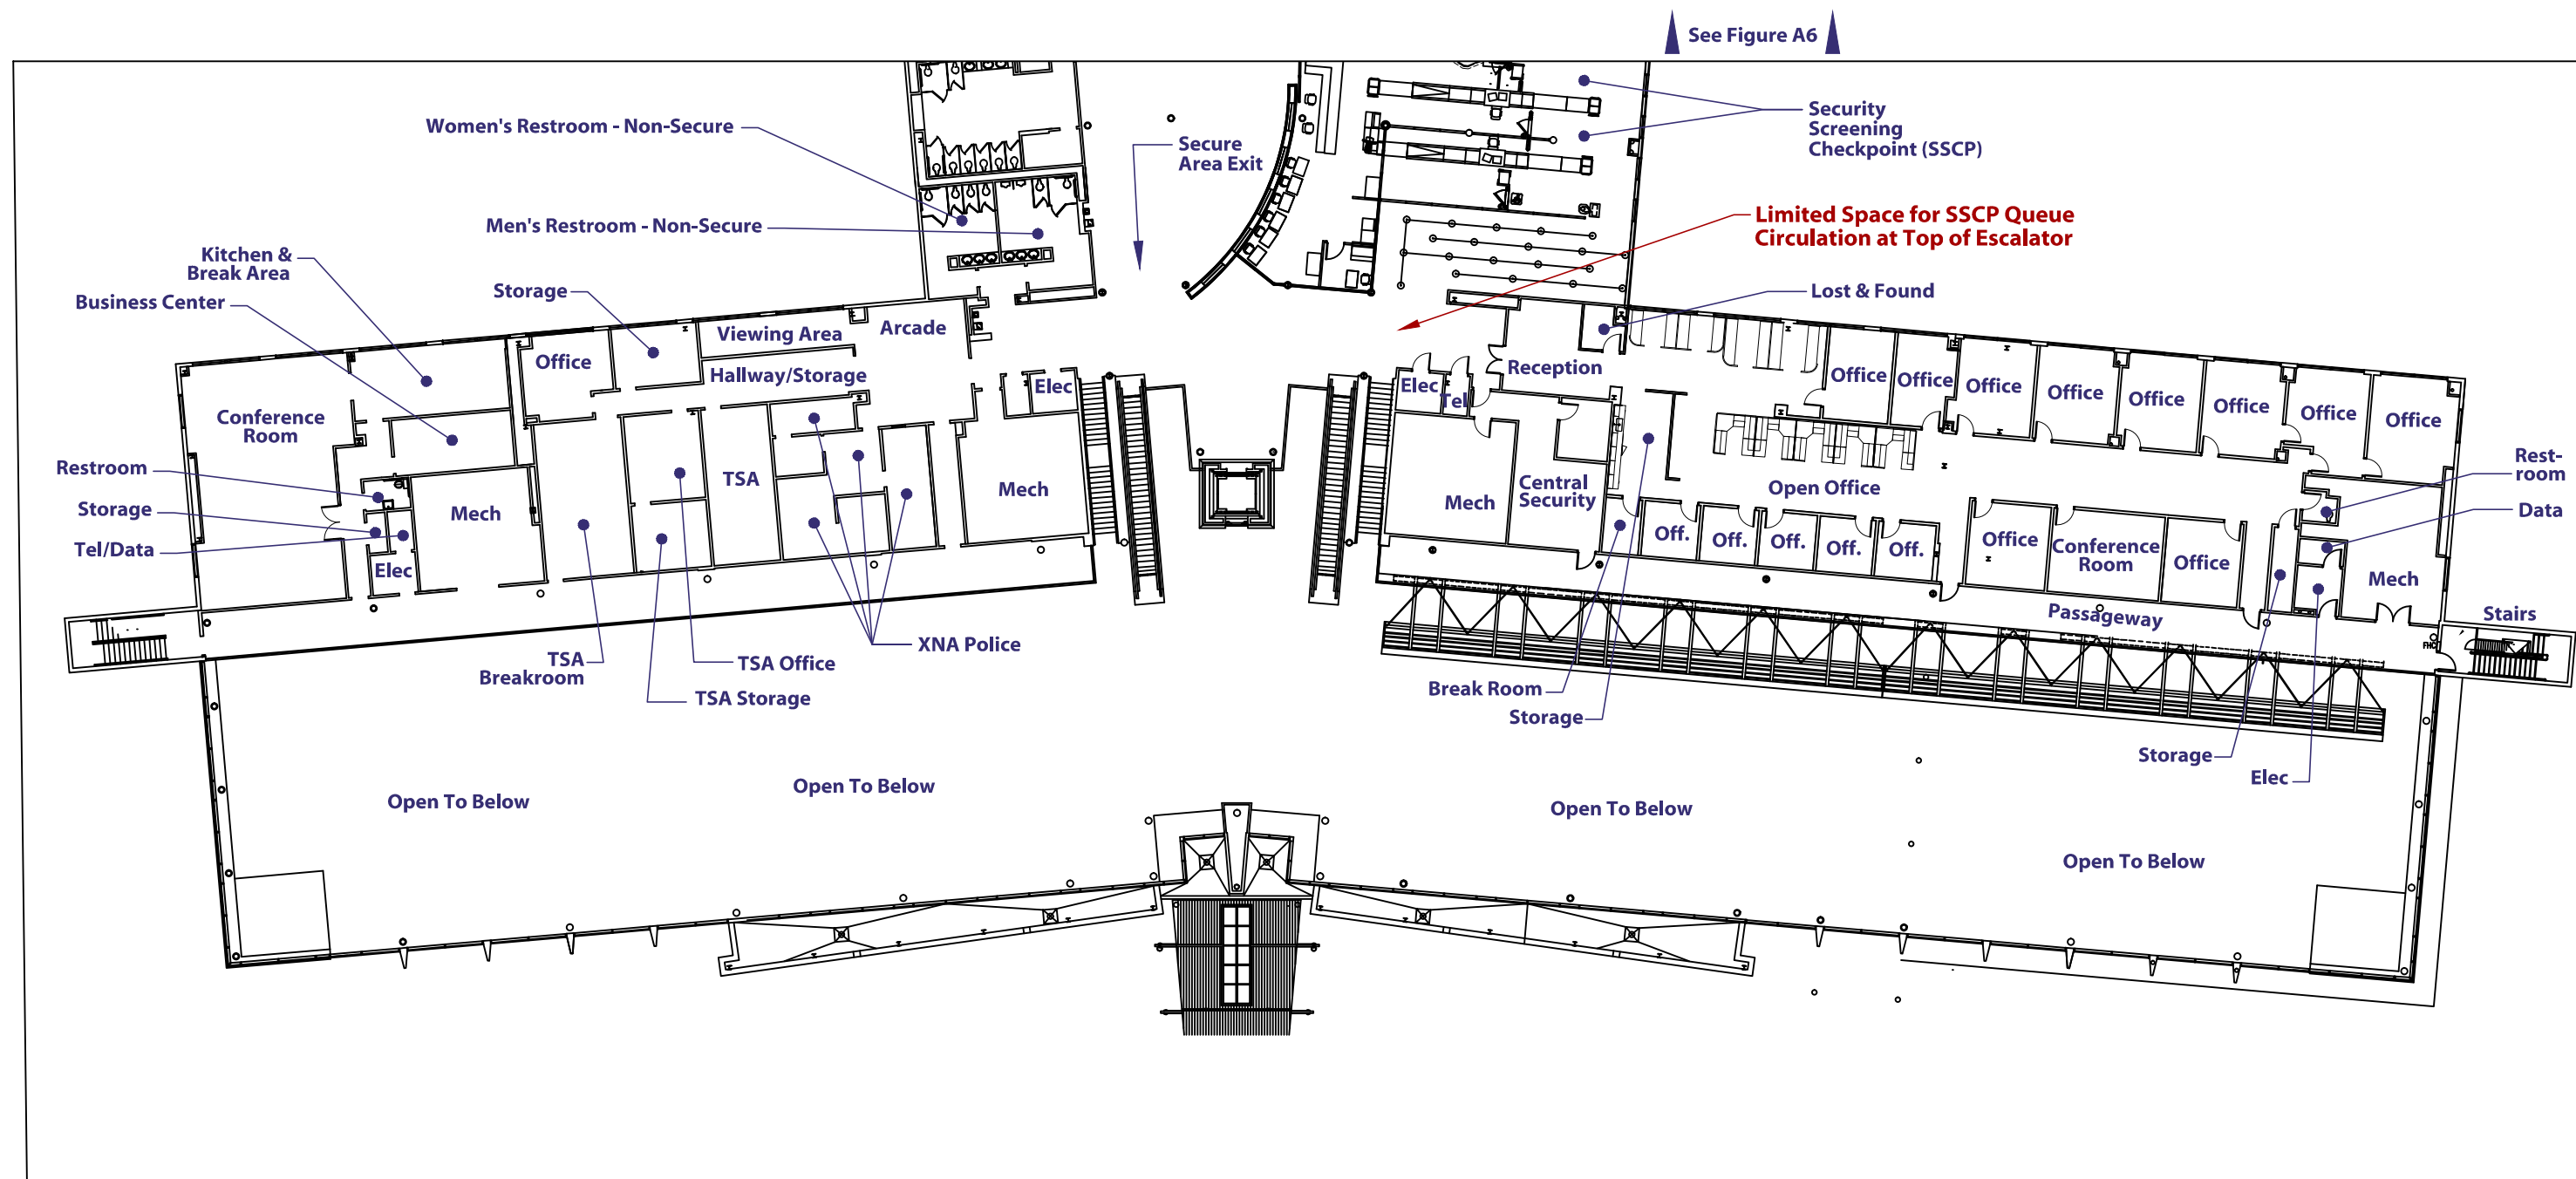 See Figure A6
Women's Restroom - Non-Secure
Security
Screening
Checkpoint (SSCP)
Secure
Area Exit
Men's Restroom - Non-Secure
Limited Space for SSCP Queue
Circulation at Top of Escalator
Kitchen &
Break Area
Business Center
Storage
Lost & Found
Viewing Area
Arcade
Office
Hallway/Storage
Elec
Conference
Room
Reception
Elec
Tel
Office
Office
Office
Office
Office
Office
Office
Office
Restroom
Storage
Tel/Data
Mech
Elec
TSA
Mech
Mech
Central
Security
Open Office
Off.
Off.
Off.
Off.
Off.
Office
Conference
Room
Office
Rest-
room
Data
Mech
Passageway
Stairs
FHC
TSA
Breakroom
TSA Office
TSA Storage
XNA Police
Break Room
Storage
Storage
Elec
Open To Below
Open To Below
Open To Below
Open To Below